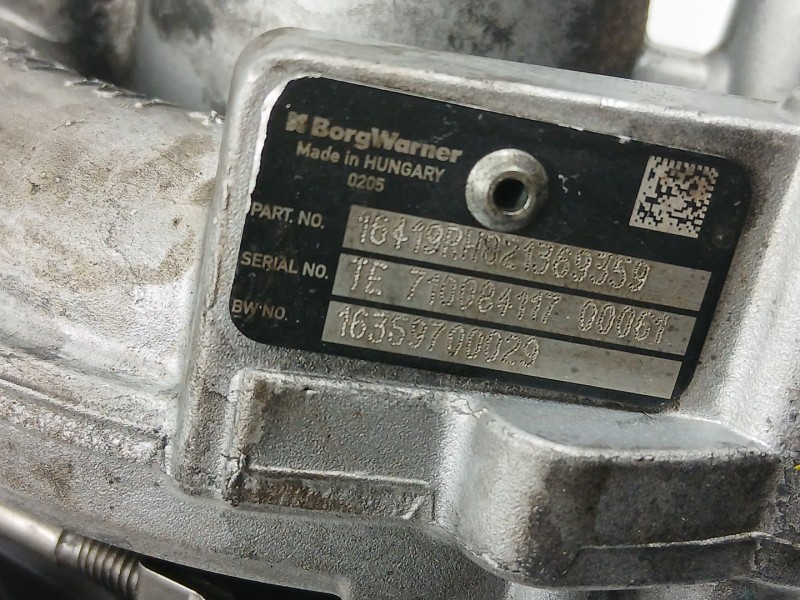 BorgWarner
Made in HUNGARY
0205
PART NO. 16419RH021369359
SERIAL NO. TE 710084117 00061
BW NO. 16359700029